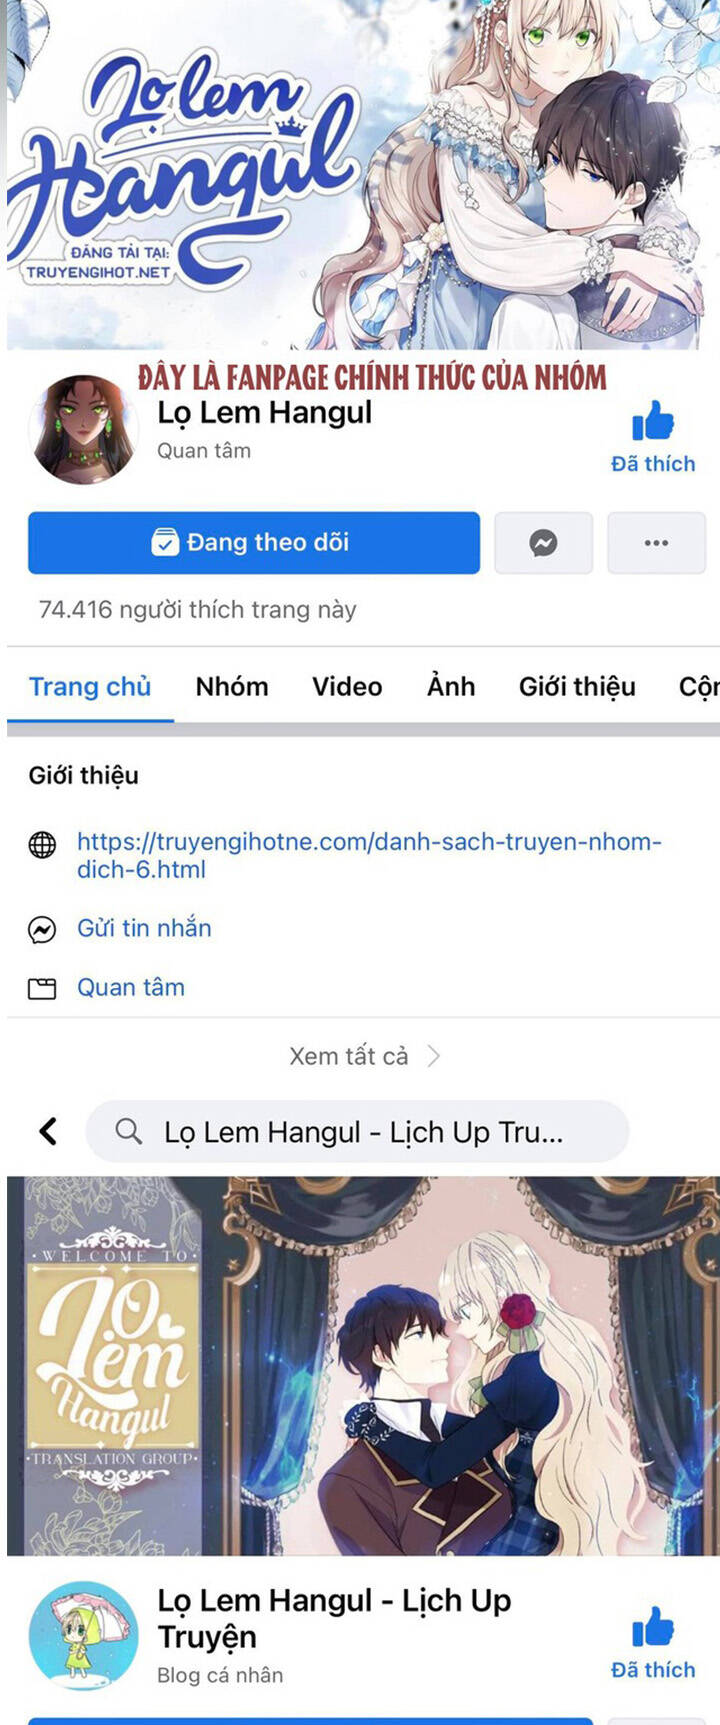 Lọ lem
Hangul
ĐĂNG TẢI TẠI:
TRUYENGIHOT.NET
ĐÂY LÀ FANPAGE CHÍNH THỨC CỦA NHÓM
Lọ Lem Hangul
Quan tâm
Đã thích
Đang theo dõi
74.416 người thích trang này
Trang chủ Nhóm Video Ảnh Giới thiệu Cộn
Giới thiệu
https://truyengihotne.com/danh-sach-truyen-nhom-
dich-6.html
Gửi tin nhắn
Quan tâm
Xem tất cả
Lọ Lem Hangul - Lịch Up Tru...
• WELCOME TO •
LO
Lem
Hangul
•TRANSLATION GROUP•
Lọ Lem Hangul - Lịch Up
Truyện
Blog cá nhân
Đã thích